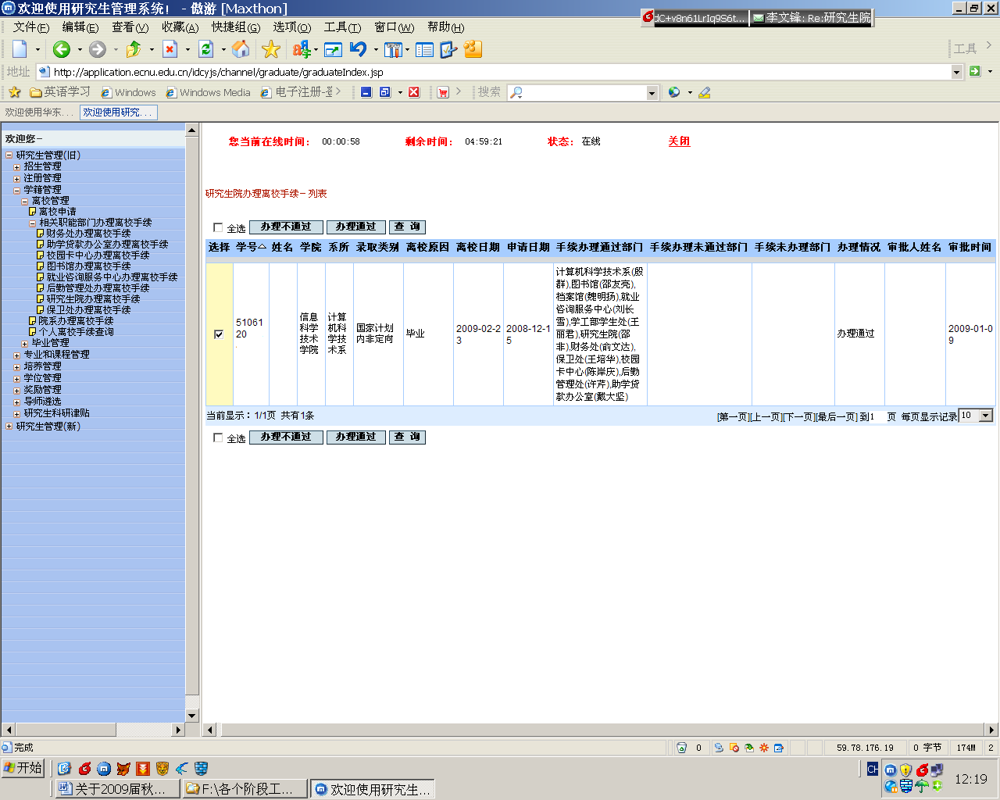 欢迎使用研究生管理系统! - 傲游 [Maxthon]
dC+v8n61LrIq9S6t... 李文锋: Re:研究生院
文件(F) 编辑(E) 查看(V) 收藏(A) 快捷组(G) 选项(O) 工具(T) 窗口(W) 帮助(H)
工具
地址 http://application.ecnu.edu.cn/idcyjs/channel/graduate/graduateIndex.jsp
英语学习 Windows Windows Media 电子注册- 搜索
欢迎使用华东... 欢迎使用研究...
欢迎您-
研究生管理(旧)
招生管理
注册管理
学籍管理
离校管理
离校申请
相关职能部门办理离校手续
财务处办理离校手续
助学贷款办公室办理离校手续
校园卡中心办理离校手续
图书馆办理离校手续
就业咨询服务中心办理离校手续
后勤管理处办理离校手续
研究生院办理离校手续
保卫处办理离校手续
院系办理离校手续
个人离校手续查询
毕业管理
专业和课程管理
培养管理
学位管理
奖励管理
导师遴选
研究生科研津贴
研究生管理(新)
您当前在线时间: 00:00:58 剩余时间: 04:59:21 状态: 在线 关闭
研究生院办理离校手续- 列表
全选 办理不通过 办理通过 查 询
选择 学号 姓名 学院 系所 录取类别 离校原因 离校日期 申请日期 手续办理通过部门 手续办理未通过部门 手续未办理部门 办理情况 审批人姓名 审批时间
51061
20
信息
科学
技术
学院
计算
机科
学技
术系
国家计划
内非定向
毕业
2009-02-2
3
2008-12-1
5
计算机科学技术系(殷
群),图书馆(邵友亮),
档案馆(魏明扬),就业
咨询服务中心(刘长
雪),学工部学生处(王
丽君),研究生院(邵
非),财务处(俞文达),
保卫处(王培华),校园
卡中心(陈岸庆),后勤
管理处(许芹),助学贷
款办公室(戴大坚)
办理通过
2009-01-0
9
当前显示：1/1页 共有1条 [第一页][上一页][下一页][最后一页] 到1 页 每页显示记录 10
全选 办理不通过 办理通过 查 询
完成 0 59.78.176.19 0 字节 174M 2
开始 CH
关于2009届秋... F:\各个阶段工... 欢迎使用研究生... 12:19